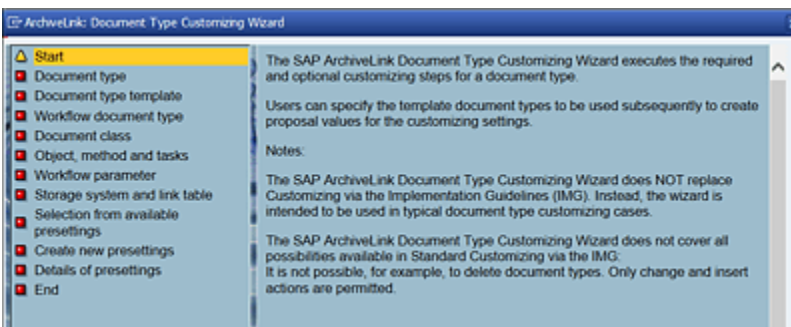 ArchiveLink: Document Type Customizing Wizard
Start
Document type
Document type template
Workflow document type
Document class
Object, method and tasks
Workflow parameter
Storage system and link table
Selection from available
presettings
Create new presettings
Details of presettings
End
The SAP ArchiveLink Document Type Customizing Wizard executes the required
and optional customizing steps for a document type.
Users can specify the template document types to be used subsequently to create
proposal values for the customizing settings.
Notes:
The SAP ArchiveLink Document Type Customizing Wizard does NOT replace
Customizing via the Implementation Guidelines (IMG). Instead, the wizard is
intended to be used in typical document type customizing cases.
The SAP ArchiveLink Document Type Customizing Wizard does not cover all
possibilities available in Standard Customizing via the IMG:
It is not possible, for example, to delete document types. Only change and insert
actions are permitted.